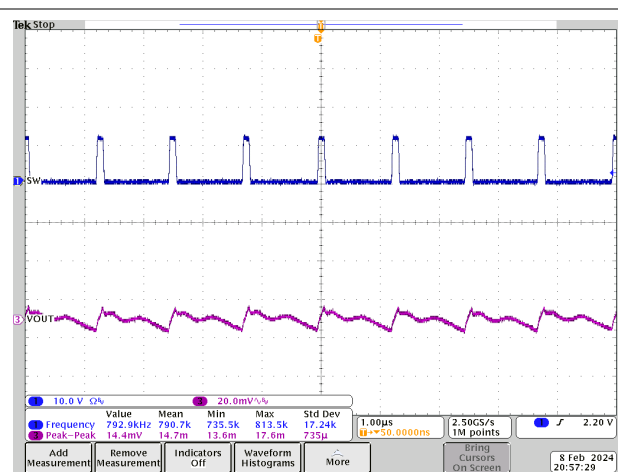 Tek Stop
T
T
1 SW
3 VOUT
1 10.0 V Ω 3 20.0mV
Value Mean Min Max Std Dev
1 Frequency 792.9kHz 790.7k 735.5k 813.5k 17.24k
3 Peak-Peak 14.4mV 14.7m 13.6m 17.6m 735µ
1.00µs
T→▼50.0000ns
2.50GS/s
1M points
1 2.20 V
Add Measurement
Remove Measurement
Indicators Off
Waveform Histograms
More
Bring Cursors On Screen
8 Feb 2024
20:57:29